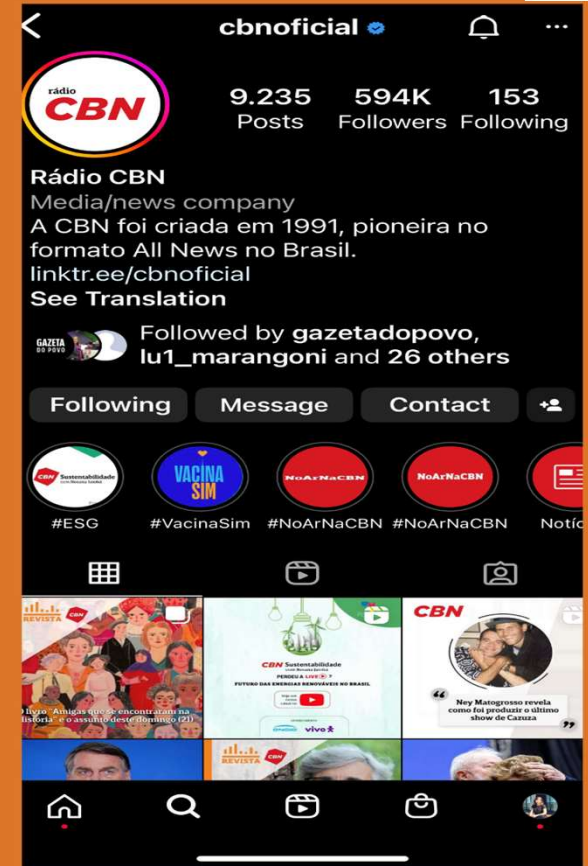 cbnoficial
rádio
CBN
9.235 594K 153
Posts Followers Following
Rádio CBN
Media/news company
A CBN foi criada em 1991, pioneira no
formato All News no Brasil.
linktr.ee/cbnoficial
See Translation
GAZETA
DO POVO
Followed by gazetadopovo,
lu1_marangoni and 26 others
Following Message Contact
CBN Sustentabilidade
VACINA
SIM
NoArNaCBN
NoArNaCBN
#ESG #VacinaSim #NoArNaCBN #NoArNaCBN Notíc
REVISTA CBN
livro "Amigas que se encontraram na
história" é o assunto deste domingo (21)
CBN Sustentabilidade
PERDEU A LIVE ?
FUTURO DAS ENERGIAS RENOVÁVEIS NO BRASIL
vivo
CBN
Ney Matogrosso revela
como foi produzir o último
show de Cazuza
REVISTA CBN